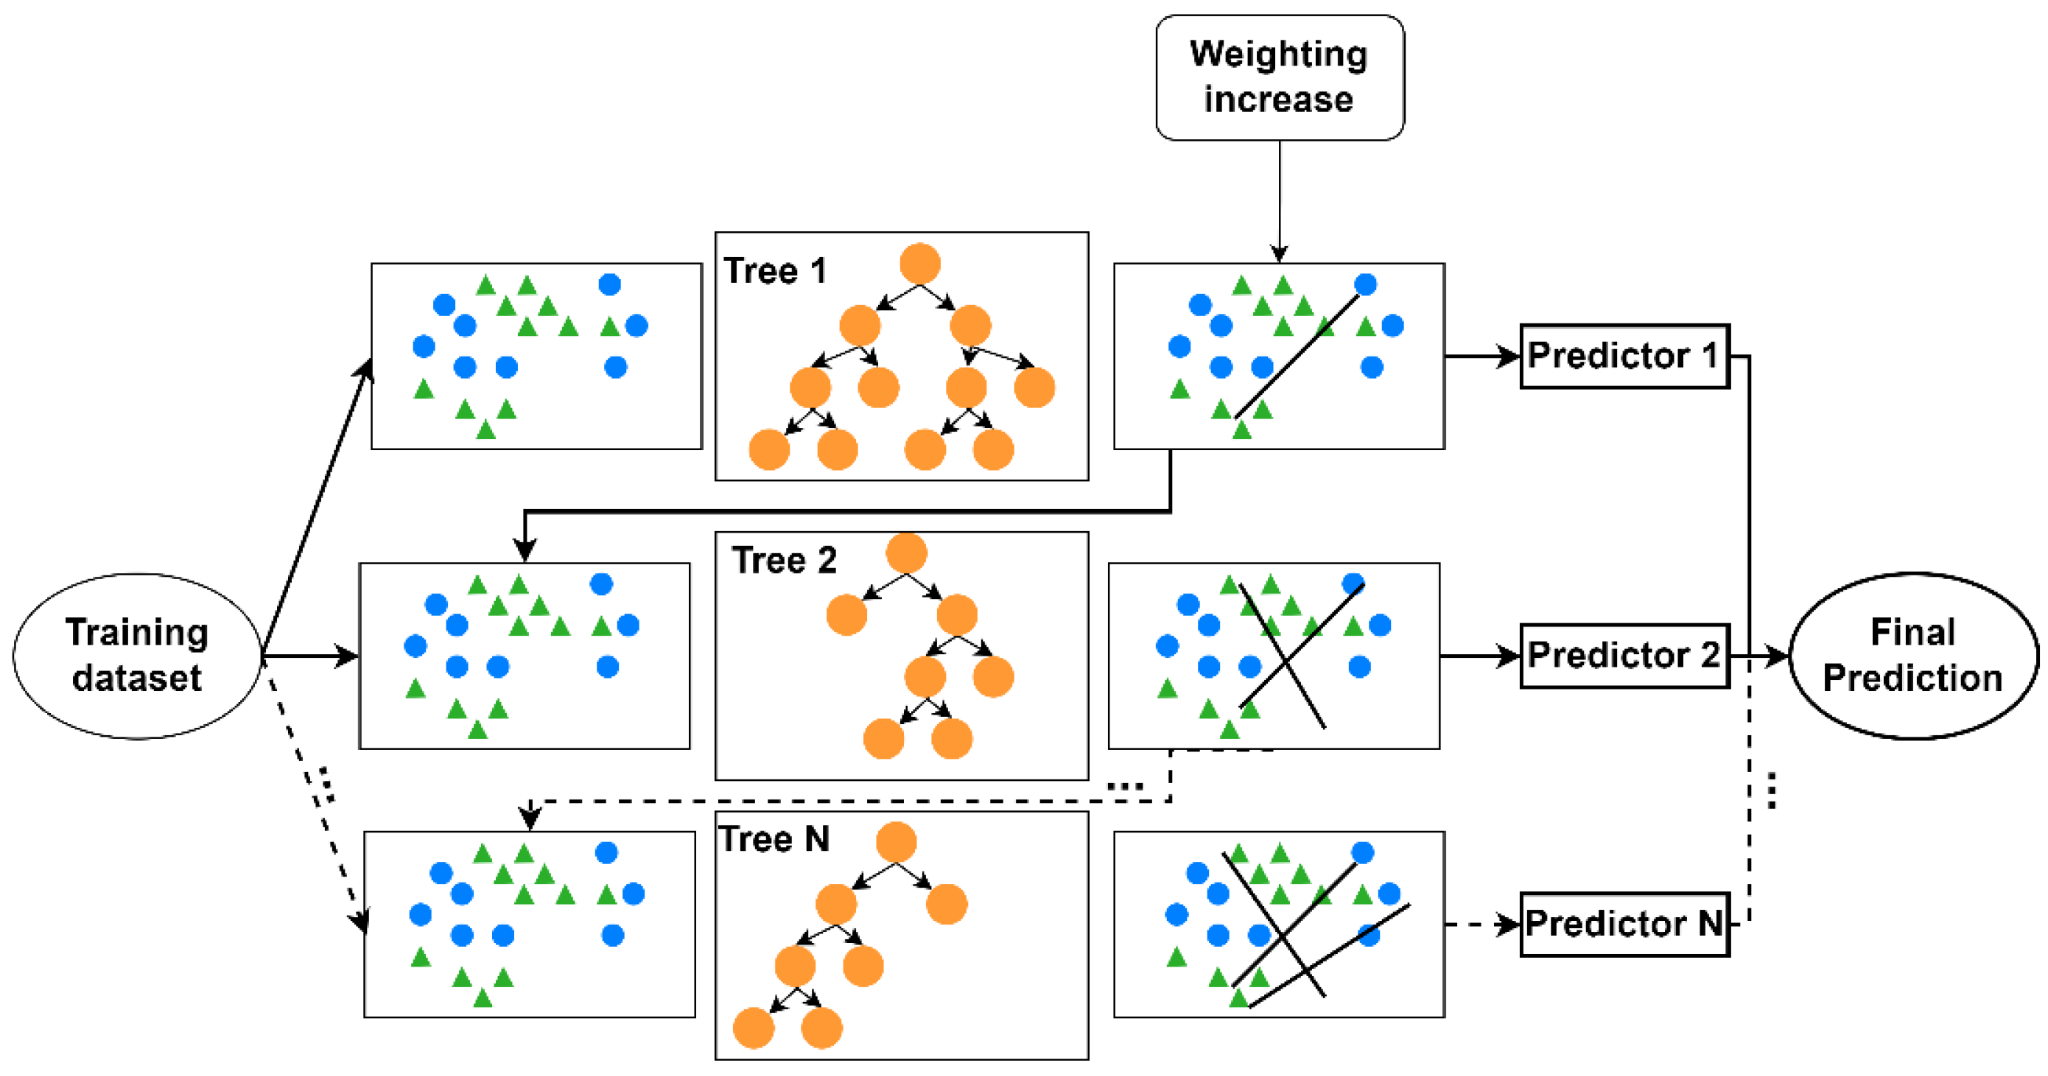 Weighting
increase
Tree 1
Predictor 1
Tree 2
Training
dataset
Predictor 2
Final
Prediction
...
...
...
Tree N
Predictor N